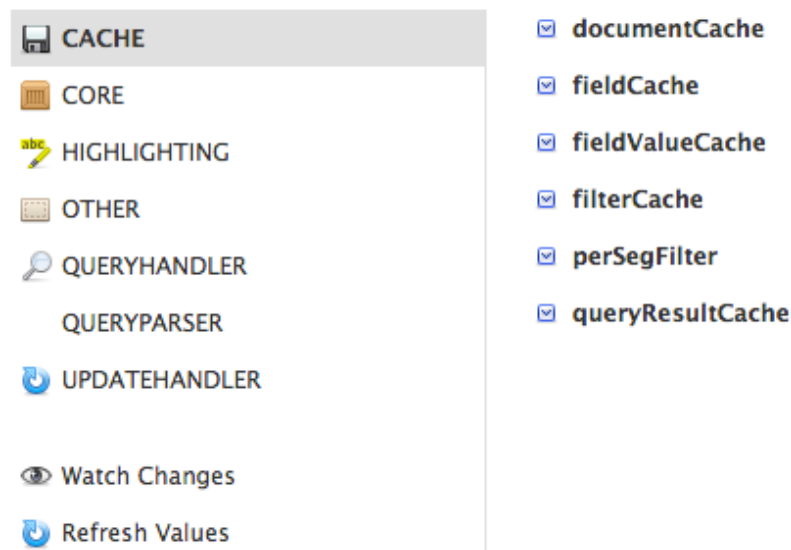 CACHE
CORE
HIGHLIGHTING
OTHER
QUERYHANDLER
QUERYPARSER
UPDATEHANDLER
Watch Changes
Refresh Values
documentCache
fieldCache
fieldValueCache
filterCache
perSegFilter
queryResultCache